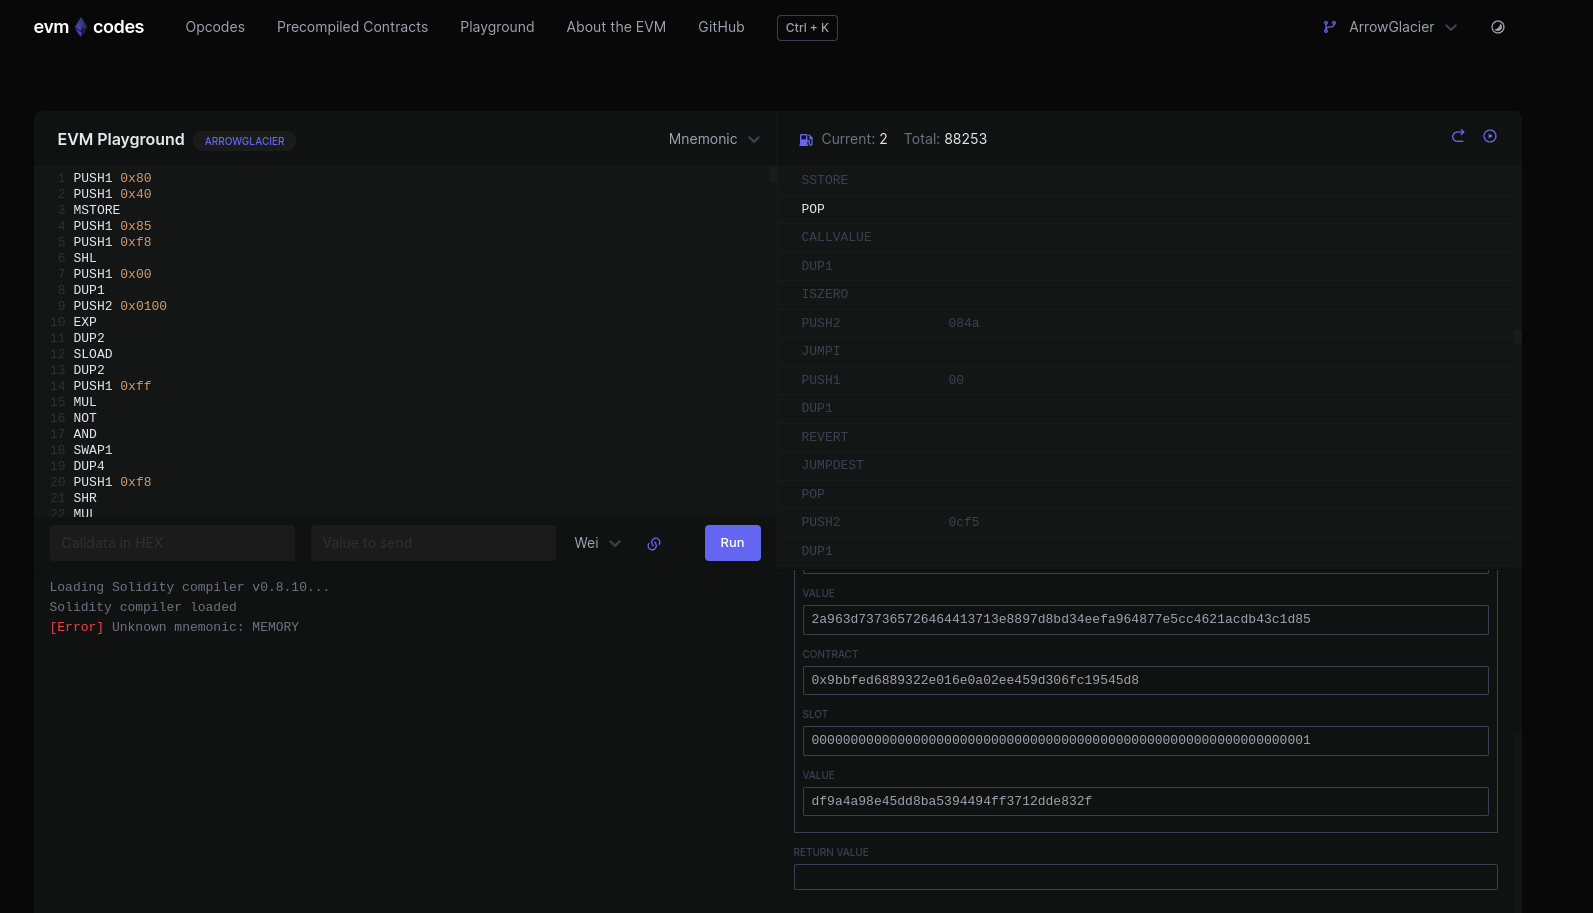 evm codes Opcodes Precompiled Contracts Playground About the EVM GitHub Ctrl + K ArrowGlacier
EVM Playground ARROWGLACIER Mnemonic
1 PUSH1 0x80
2 PUSH1 0x40
3 MSTORE
4 PUSH1 0x85
5 PUSH1 0xf8
6 SHL
7 PUSH1 0x00
8 DUP1
9 PUSH2 0x0100
10 EXP
11 DUP2
12 SLOAD
13 DUP2
14 PUSH1 0xff
15 MUL
16 NOT
17 AND
18 SWAP1
19 DUP4
20 PUSH1 0xf8
21 SHR
22 MUL
Calldata in HEX Value to send Wei Run
Loading Solidity compiler v0.8.10...
Solidity compiler loaded
[Error] Unknown mnemonic: MEMORY
Current: 2 Total: 88253
SSTORE
POP
CALLVALUE
DUP1
ISZERO
PUSH2 084a
JUMPI
PUSH1 00
DUP1
REVERT
JUMPDEST
POP
PUSH2 0cf5
DUP1
VALUE
2a963d737365726464413713e8897d8bd34eefa964877e5cc4621acdb43c1d85
CONTRACT
0x9bbfed6889322e016e0a02ee459d306fc19545d8
SLOT
0000000000000000000000000000000000000000000000000000000000000001
VALUE
df9a4a98e45dd8ba5394494ff3712dde832f
RETURN VALUE